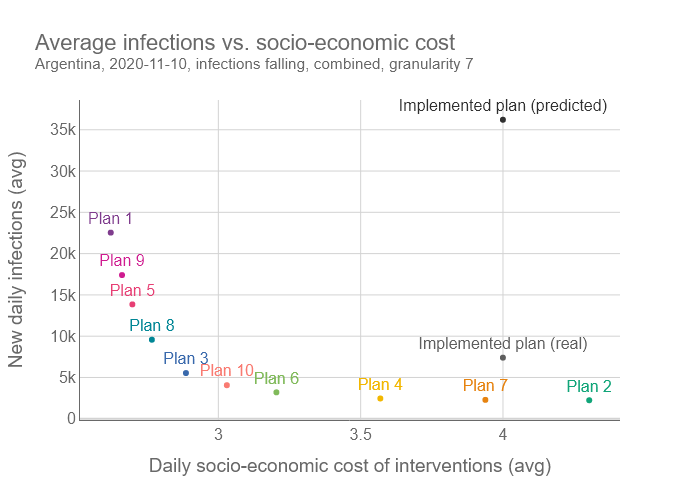 Average infections vs. socio-economic cost
Argentina, 2020-11-10, infections falling, combined, granularity 7
Implemented plan (predicted)
35k
30k
25k
Plan 1
20k
Plan 9
15k
Plan 5
Plan 8
10k
Implemented plan (real)
Plan 3
Plan 10
Plan 6
5k
Plan 4
Plan 7
Plan 2
0
3
3.5
4
New daily infections (avg)
Daily socio-economic cost of interventions (avg)